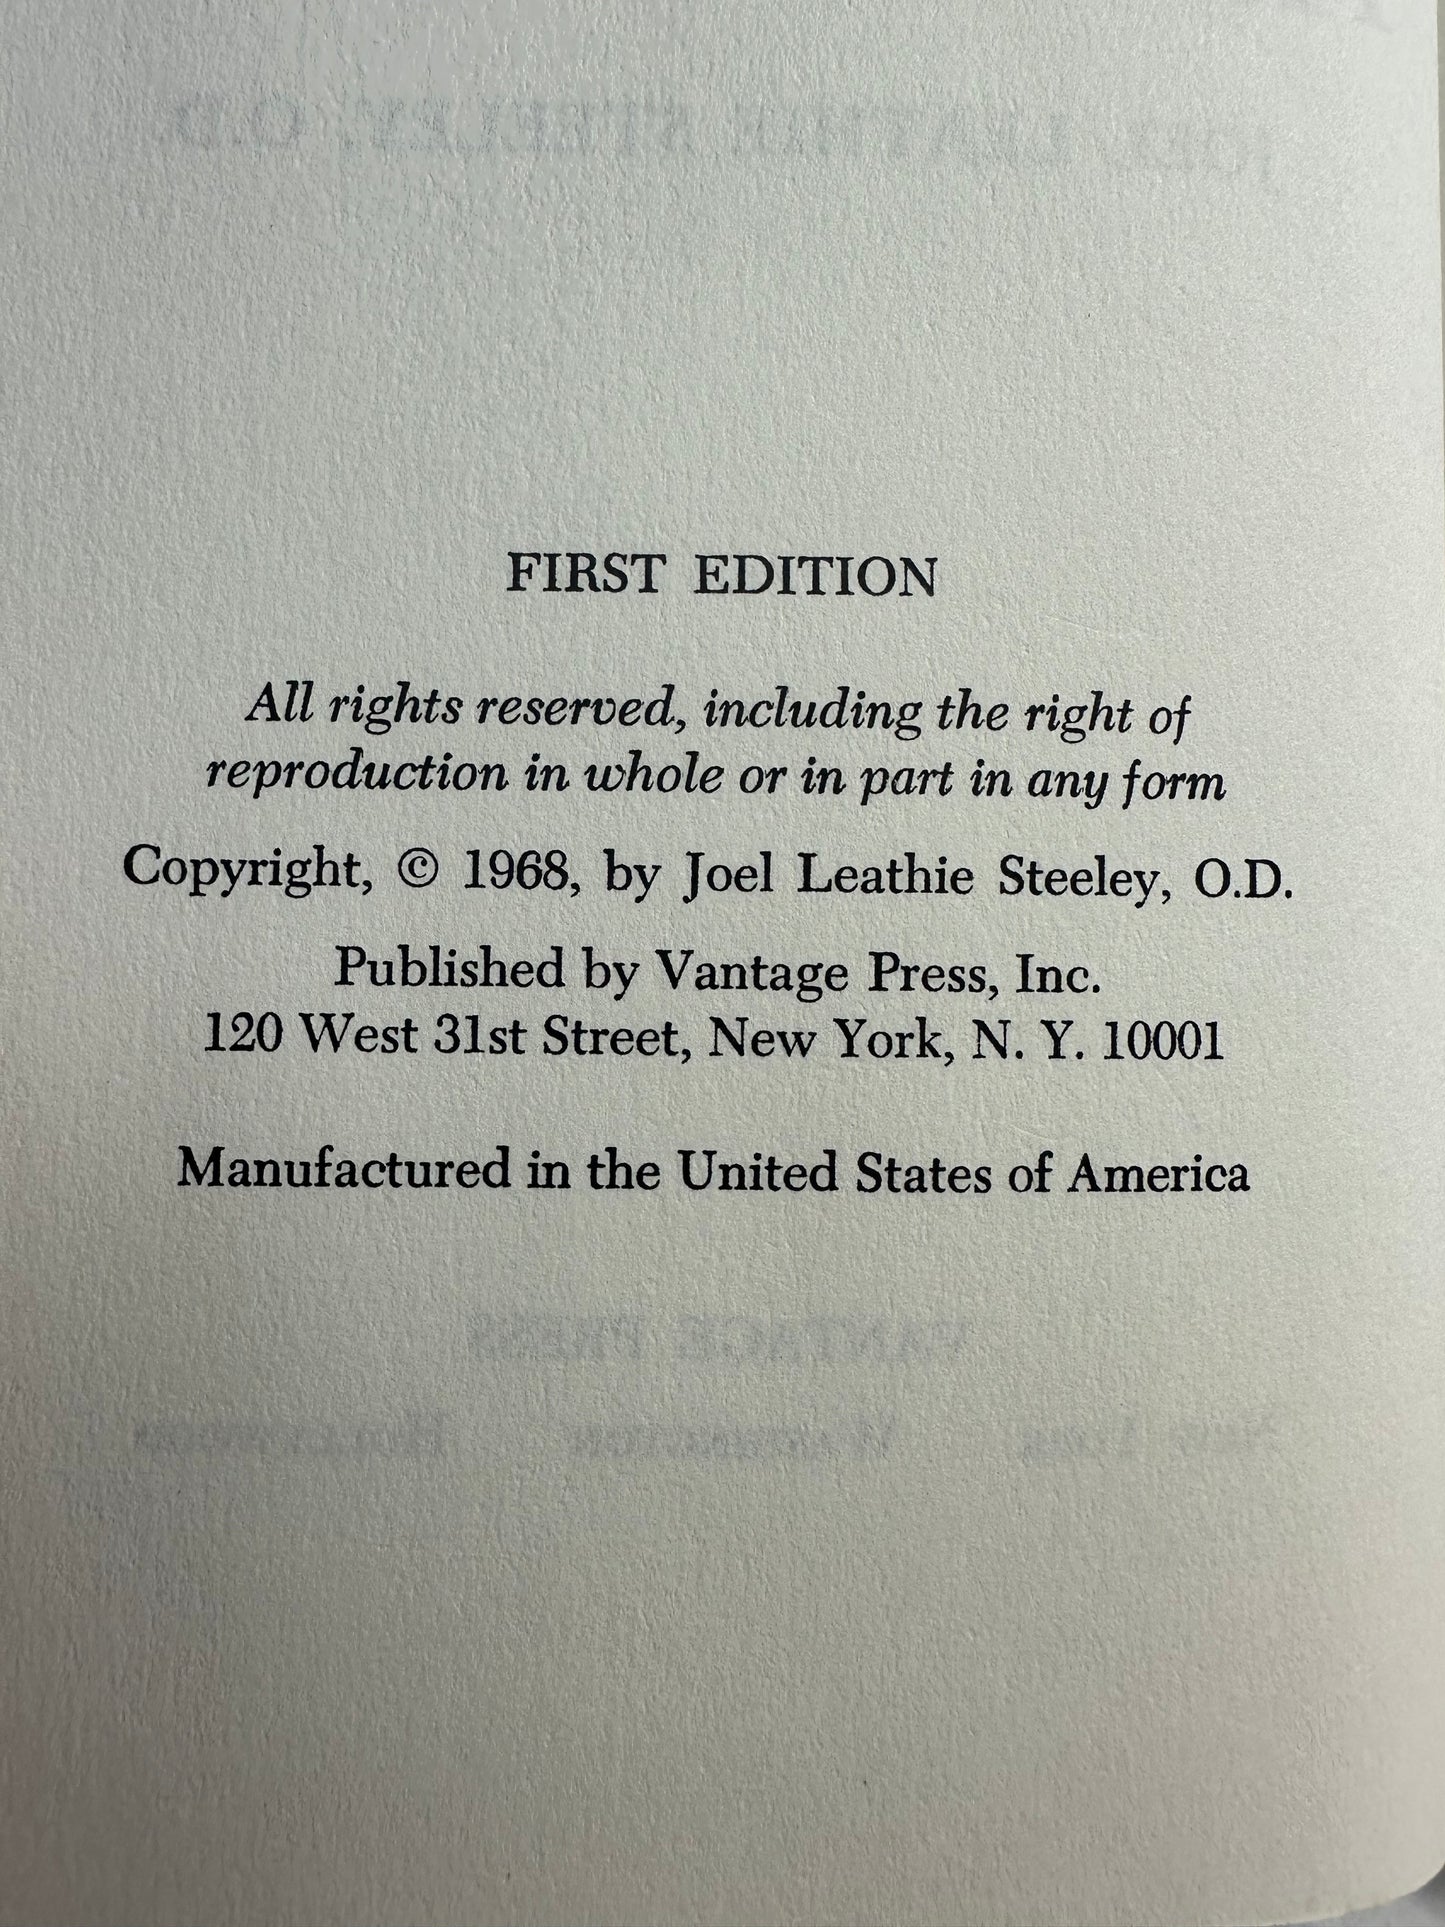 FIRST EDITION
All rights reserved, including the right of
reproduction in whole or in part in any form
Copyright, © 1968, by Joel Leathie Steeley, O.D.
Published by Vantage Press, Inc.
120 West 31st Street, New York, N. Y. 10001
Manufactured in the United States of America